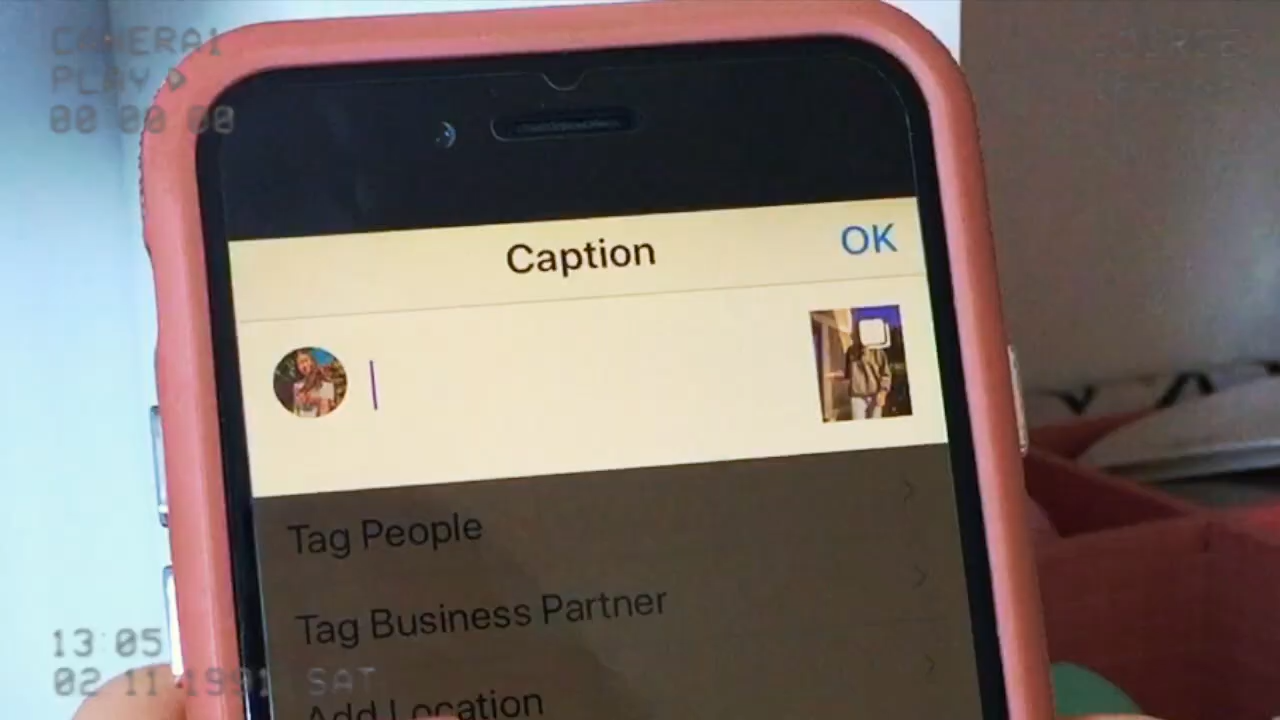 CAMERA1
PLAY
00 00 00
Caption
OK
Tag People
Tag Business Partner
Add Location
13 05
02 11 1991 SAT